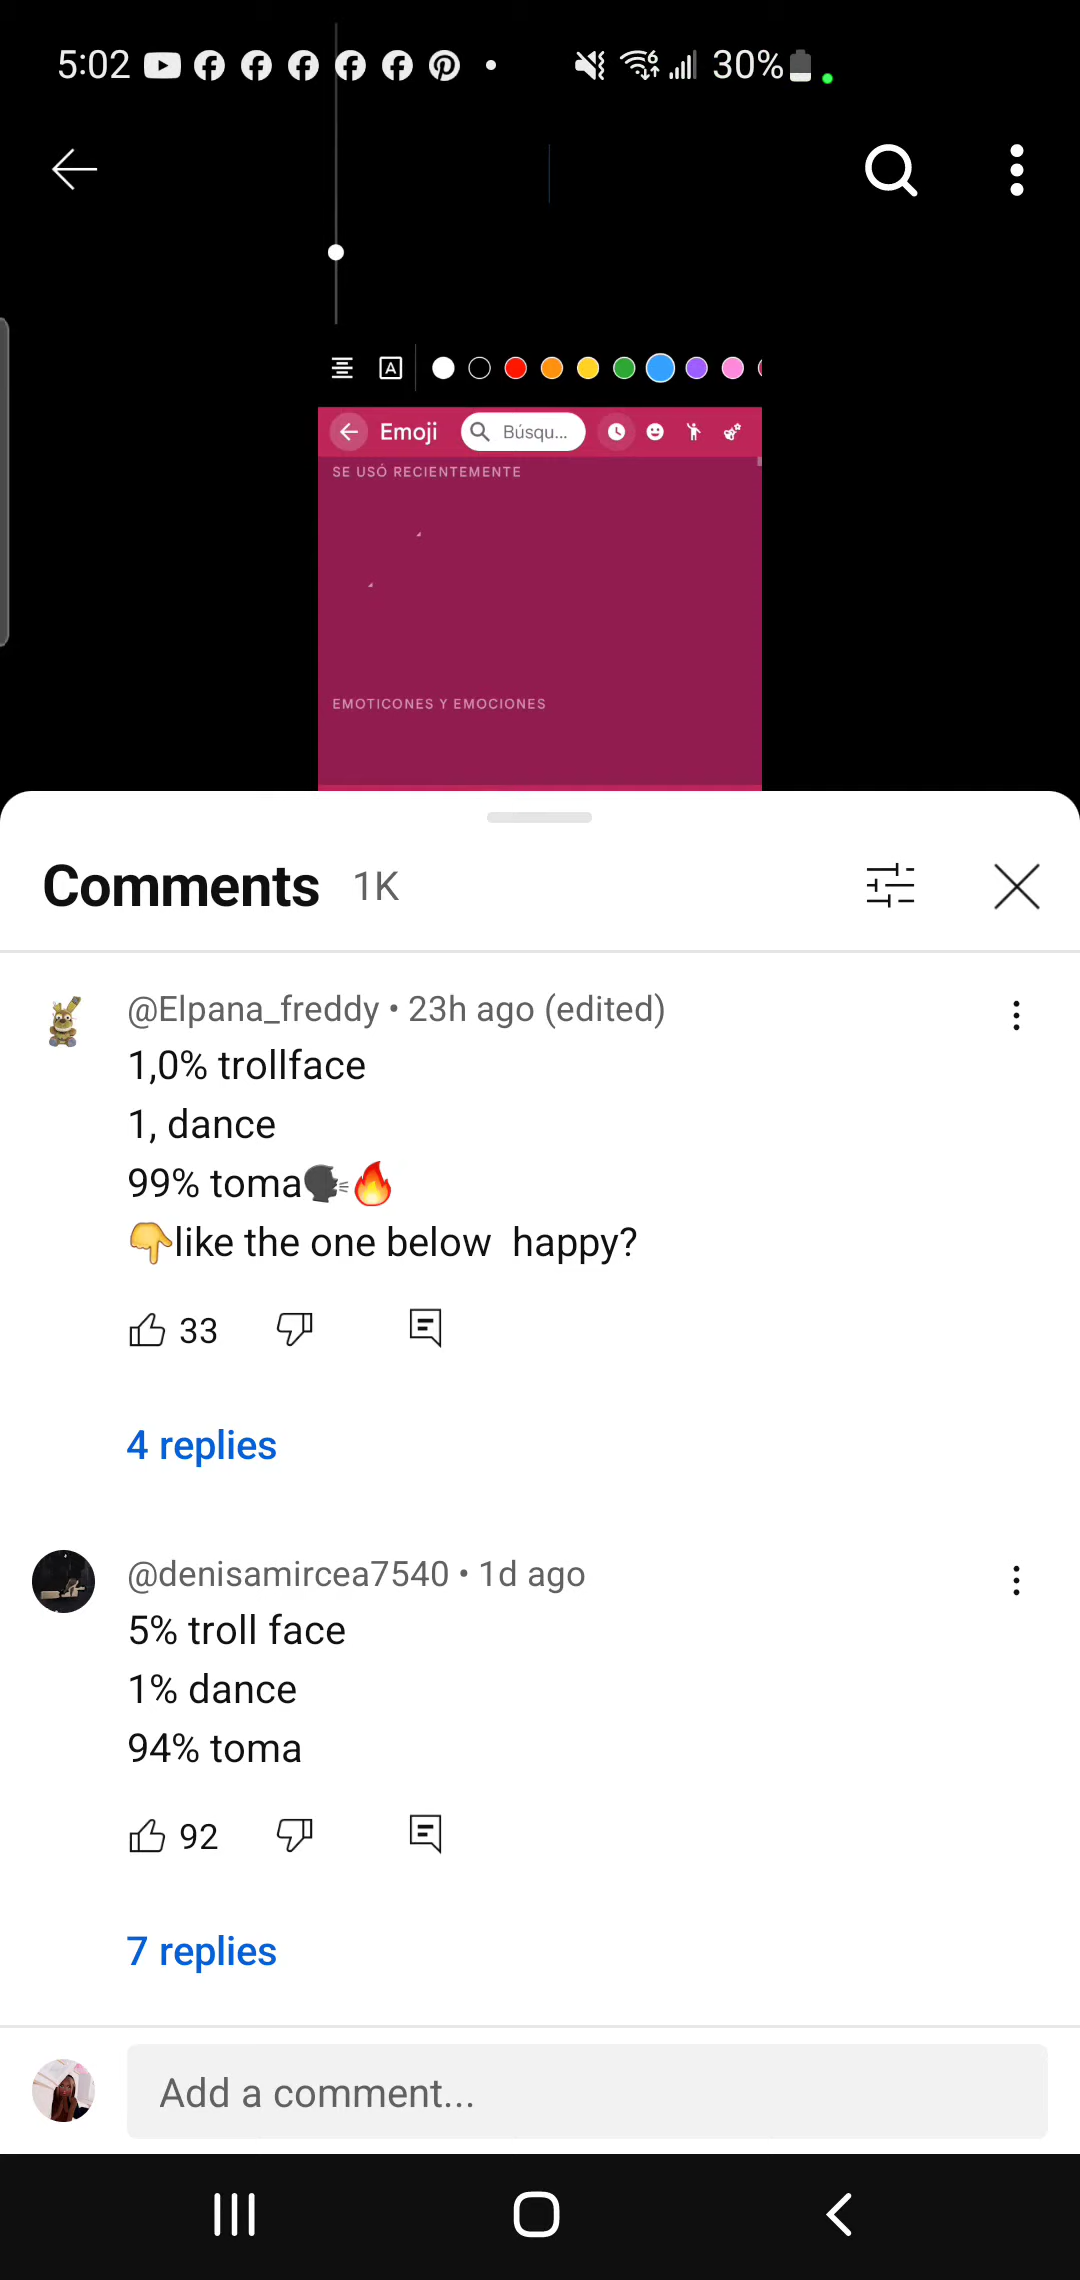 5:02
30%
A
Emoji
Búsqu...
SE USÓ RECIENTEMENTE
EMOTICONES Y EMOCIONES
Comments 1K
@Elpana_freddy • 23h ago (edited)
1,0% trollface
1, dance
99% toma🗣🔥
👇like the one below  happy?
33
4 replies
@denisamircea7540 • 1d ago
5% troll face
1% dance
94% toma
92
7 replies
Add a comment...